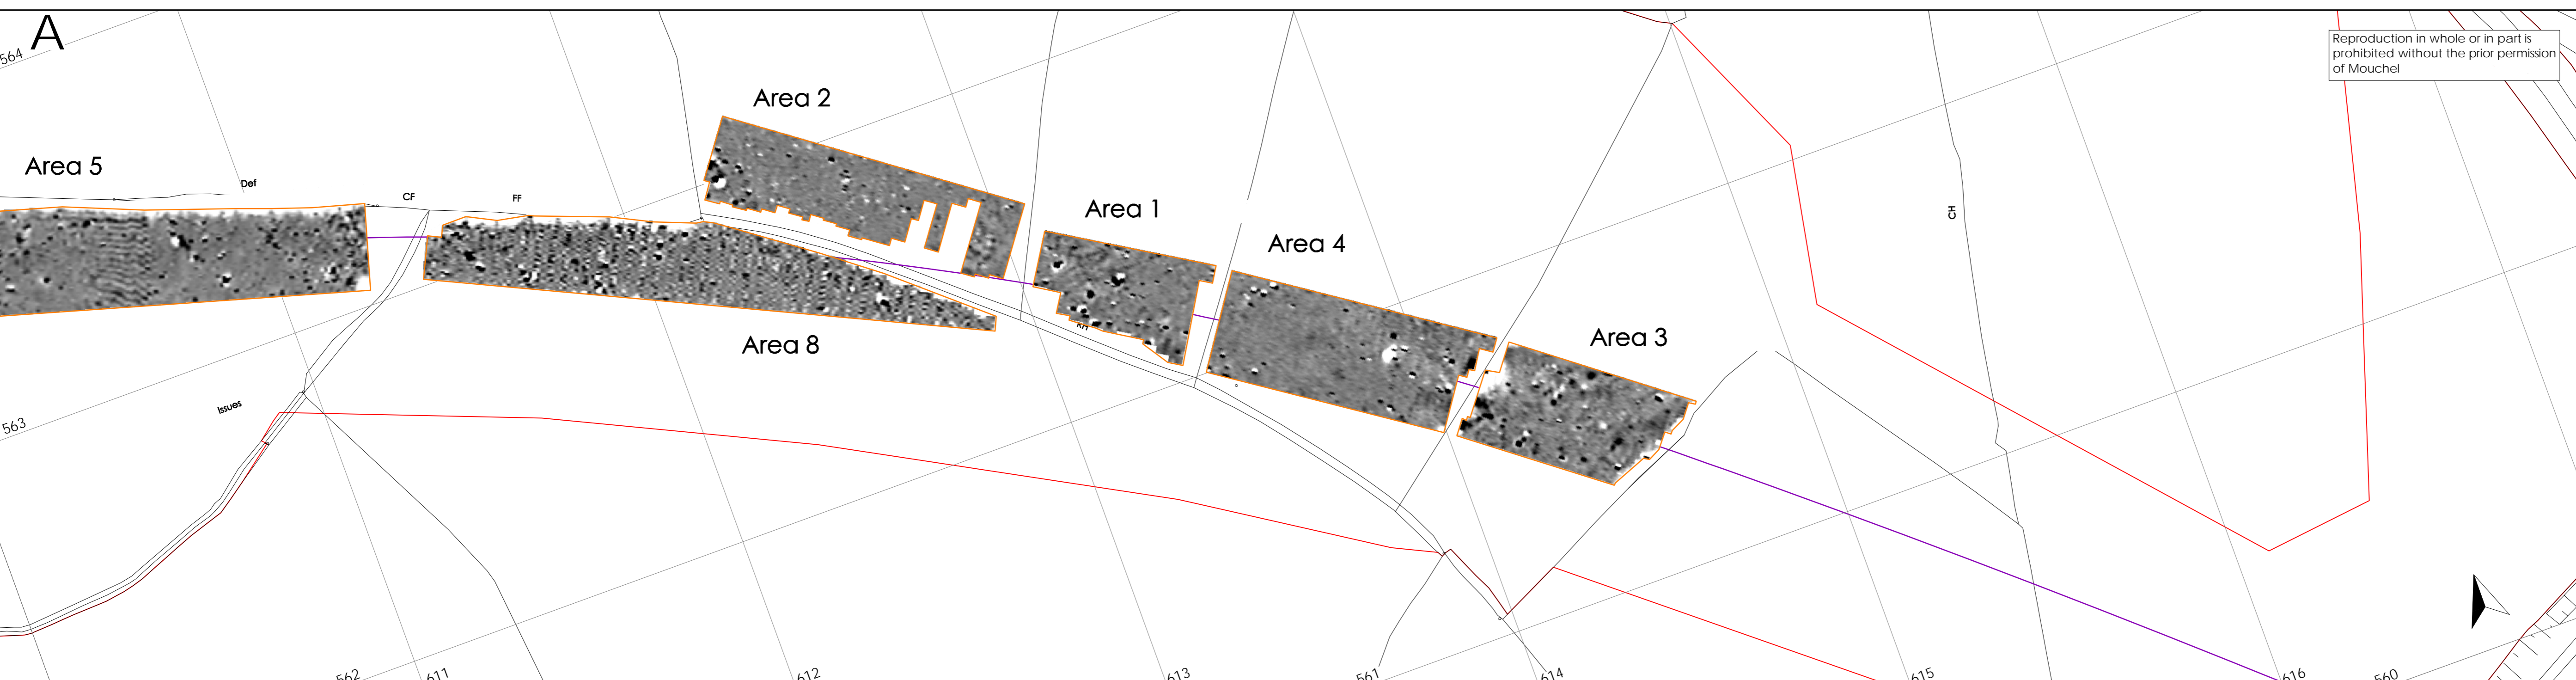 A
Reproduction in whole or in part is
prohibited without the prior permission
of Mouchel
564
Area 2
Area 5
Def
CF
FF
Area 1
CH
Area 4
RH
Area 3
Area 8
Issues
563
562
611
612
613
561
614
615
616
560